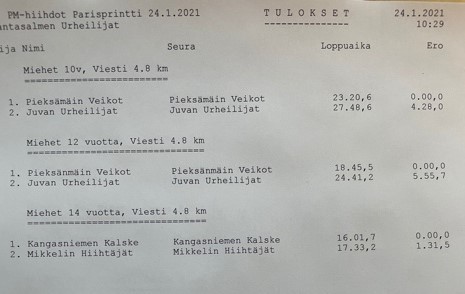 PM-hiihdot Parisprintti 24.1.2021 T U L O K S E T 24.1.2021
ntasalmen Urheilijat --------------- 10:29
ija Nimi Seura Loppuaika Ero
Miehet 10v, Viesti 4.8 km
=========================
1. Pieksämäin Veikot Pieksämäin Veikot 23.20,6 0.00,0
2. Juvan Urheilijat Juvan Urheilijat 27.48,6 4.28,0
Miehet 12 vuotta, Viesti 4.8 km
===============================
1. Pieksänmäin Veikot Pieksänmäin Veikot 18.45,5 0.00,0
2. Juvan Urheilijat Juvan Urheilijat 24.41,2 5.55,7
Miehet 14 vuotta, Viesti 4.8 km
===============================
1. Kangasniemen Kalske Kangasniemen Kalske 16.01,7 0.00,0
2. Mikkelin Hiihtäjät Mikkelin Hiihtäjät 17.33,2 1.31,5